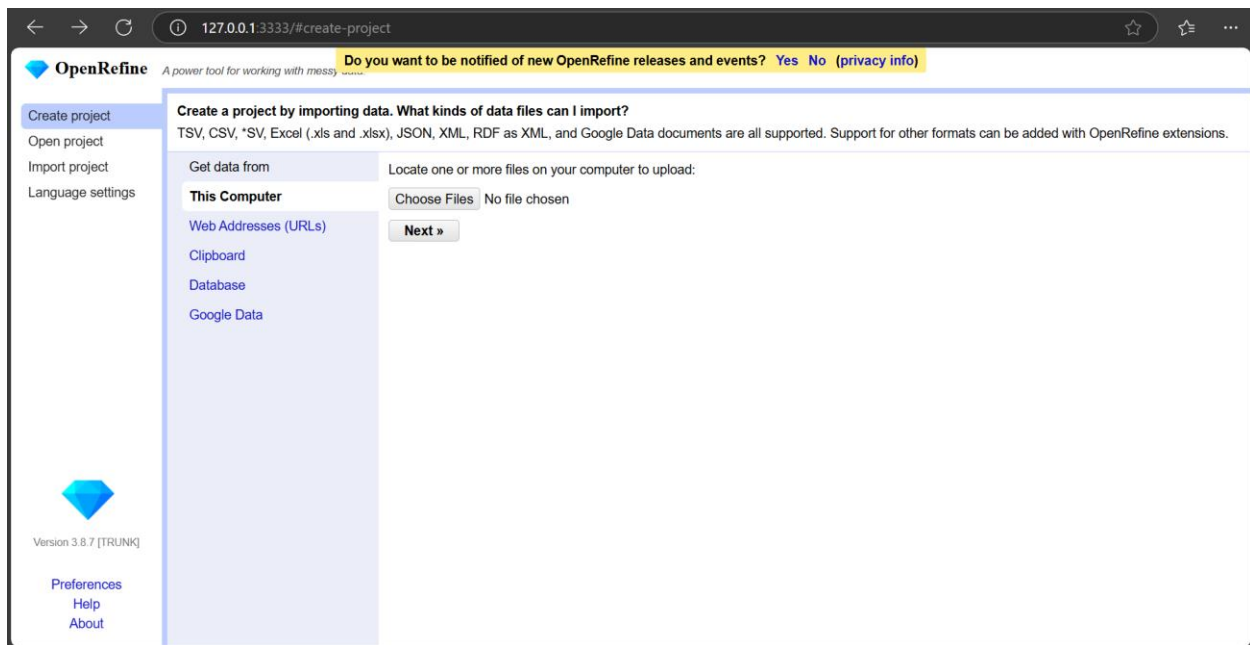 127.0.0.1:3333/#create-project
OpenRefine A power tool for working with messy
Do you want to be notified of new OpenRefine releases and events? Yes No (privacy info)
Create project
Open project
Import project
Language settings
Create a project by importing data. What kinds of data files can I import?
TSV, CSV, *SV, Excel (.xls and .xlsx), JSON, XML, RDF as XML, and Google Data documents are all supported. Support for other formats can be added with OpenRefine extensions.
Get data from
This Computer
Web Addresses (URLs)
Clipboard
Database
Google Data
Locate one or more files on your computer to upload:
Choose Files No file chosen
Next »
Version 3.8.7 [TRUNK]
Preferences
Help
About